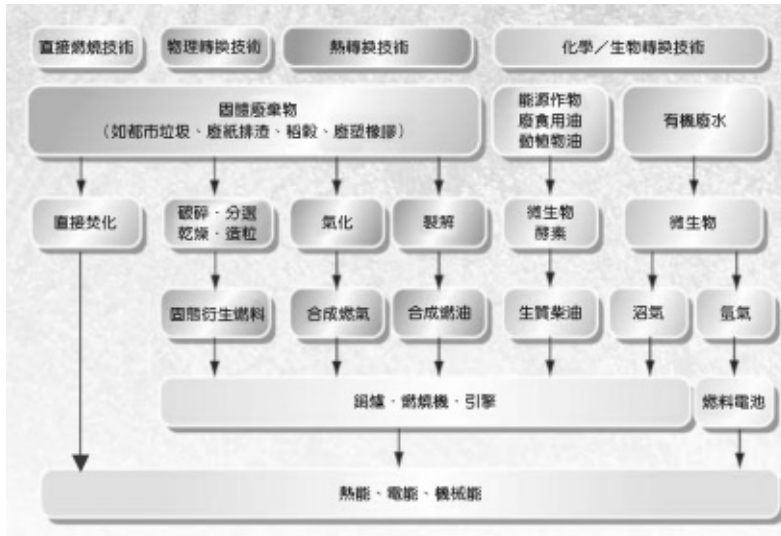 直接燃燒技術
物理轉換技術
熱轉換技術
化學／生物轉換技術
固體廢棄物
（如都市垃圾、廢紙排渣、稻穀、廢塑橡膠）
能源作物
廢食用油
動植物油
有機廢水
直接焚化
破碎．分選
乾燥．造粒
氣化
裂解
微生物
酵素
微生物
固態衍生燃料
合成燃氣
合成燃油
生質柴油
沼氣
氫氣
鍋爐．燃燒機．引擎
燃料電池
熱能、電能、機械能